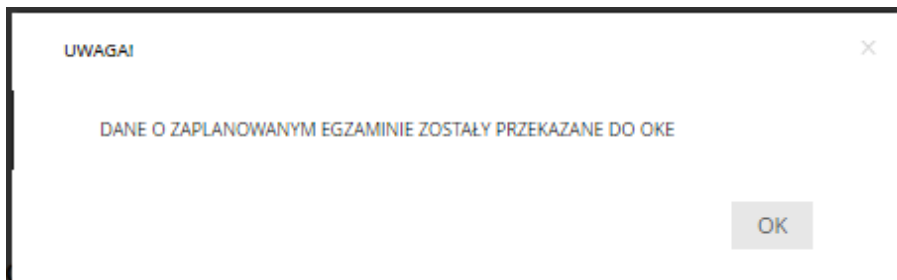 UWAGA!
DANE O ZAPLANOWANYM EGZAMINIE ZOSTAŁY PRZEKAZANE DO OKE
OK